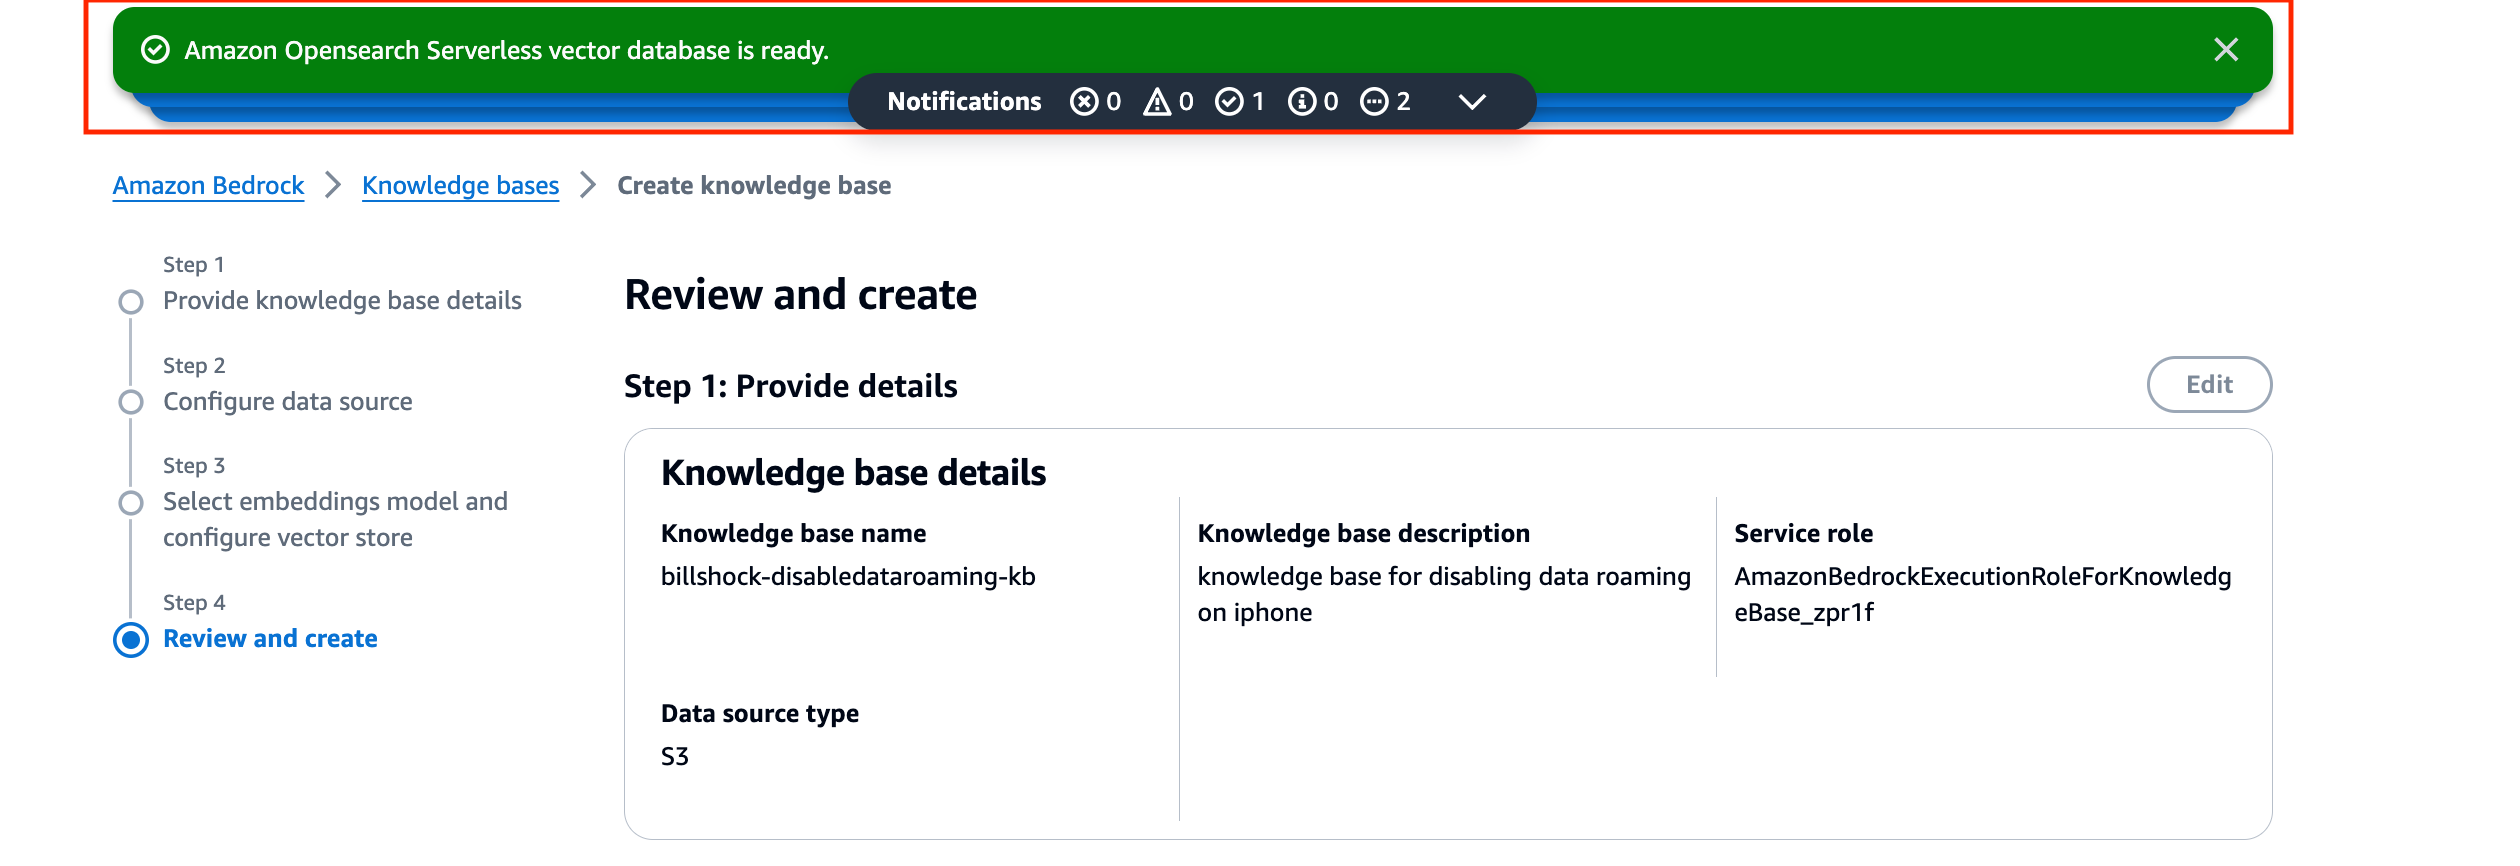 Amazon Opensearch Serverless vector database is ready.
Notifications 0 0 1 0 2
Amazon Bedrock Knowledge bases Create knowledge base
Step 1
Provide knowledge base details
Step 2
Configure data source
Step 3
Select embeddings model and
configure vector store
Step 4
Review and create
Review and create
Step 1: Provide details
Edit
Knowledge base details
Knowledge base name
billshock-disabledataroaming-kb
Knowledge base description
knowledge base for disabling data roaming
on iphone
Service role
AmazonBedrockExecutionRoleForKnowledg
eBase_zpr1f
Data source type
S3